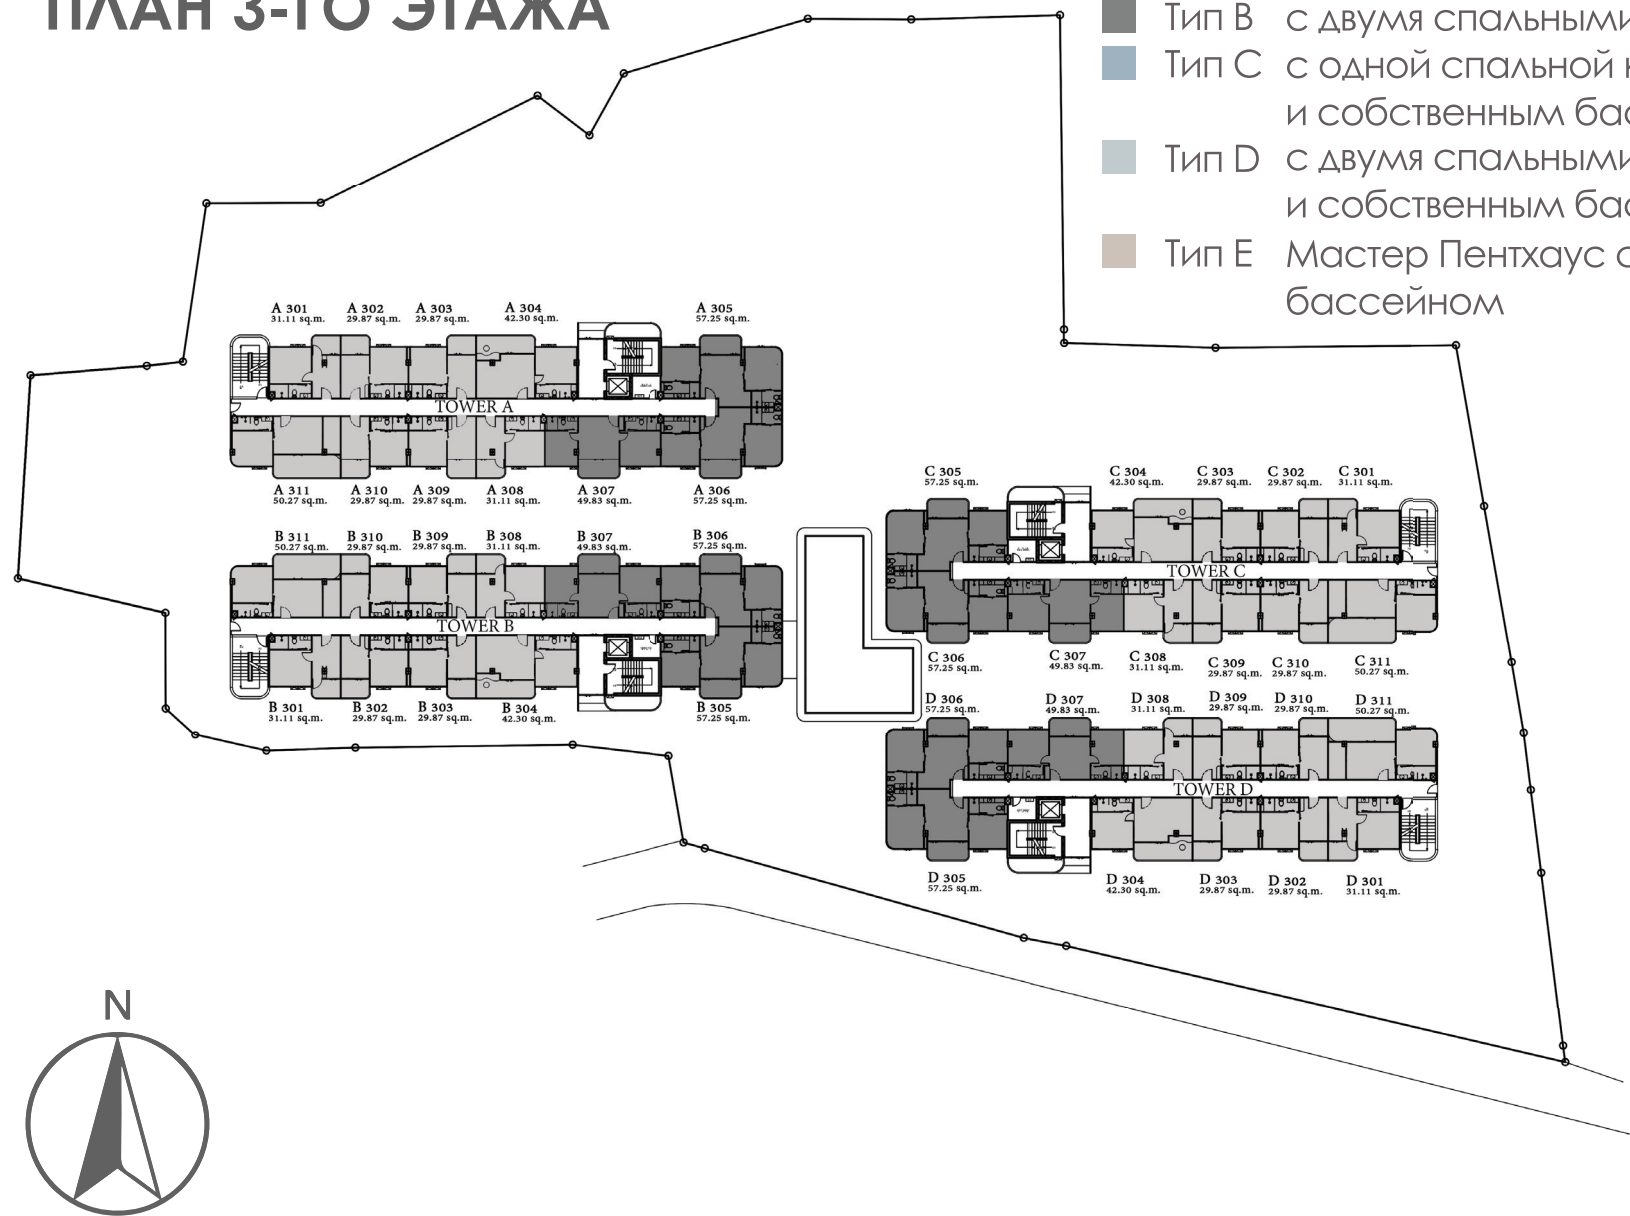 ПЛАН 3-ГО ЭТАЖА
Тип B с двумя спальными
Тип C с одной спальной
и собственным
Тип D с двумя спальными
и собственным
Тип E Мастер Пентхаус с
бассейном
A 301 A 302 A 303 A 304 A 305
31.11 sq.m. 29.87 sq.m. 29.87 sq.m. 42.30 sq.m. 57.25 sq.m.
TOWER A
A 311 A 310 A 309 A 308 A 307 A 306
50.27 sq.m. 29.87 sq.m. 29.87 sq.m. 31.11 sq.m. 49.83 sq.m. 57.25 sq.m.
B 311 B 310 B 309 B 308 B 307 B 306
50.27 sq.m. 29.87 sq.m. 29.87 sq.m. 31.11 sq.m. 49.83 sq.m. 57.25 sq.m.
TOWER B
B 301 B 302 B 303 B 304 B 305
31.11 sq.m. 29.87 sq.m. 29.87 sq.m. 42.30 sq.m. 57.25 sq.m.
C 305 C 304 C 303 C 302 C 301
57.25 sq.m. 42.30 sq.m. 29.87 sq.m. 29.87 sq.m. 31.11 sq.m.
TOWER C
C 306 C 307 C 308 C 309 C 310 C 311
57.25 sq.m. 49.83 sq.m. 31.11 sq.m. 29.87 sq.m. 29.87 sq.m. 50.27 sq.m.
D 306 D 307 D 308 D 309 D 310 D 311
57.25 sq.m. 49.83 sq.m. 31.11 sq.m. 29.87 sq.m. 29.87 sq.m. 50.27 sq.m.
TOWER D
D 305 D 304 D 303 D 302 D 301
57.25 sq.m. 42.30 sq.m. 29.87 sq.m. 29.87 sq.m. 31.11 sq.m.
N